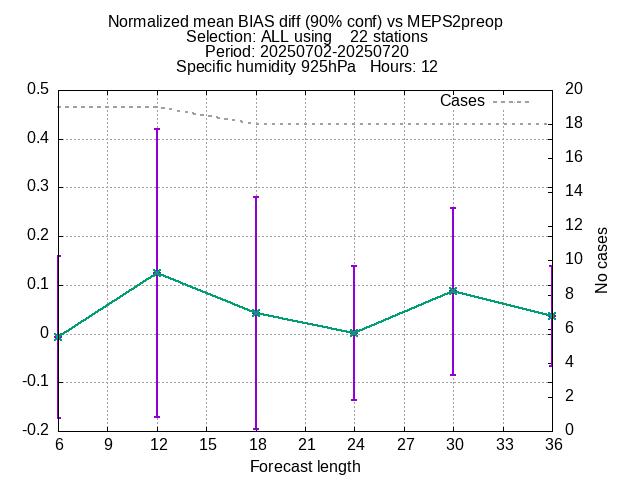 Normalized mean BIAS diff (90% conf) vs MEPS2preop
Selection: ALL using    22 stations
Period: 20250702-20250720
Specific humidity 925hPa   Hours: 12
Cases
0.5
0.4
0.3
0.2
0.1
0
-0.1
-0.2
20
18
16
14
12
10
8
6
4
2
0
No cases
6 9 12 15 18 21 24 27 30 33 36
Forecast length